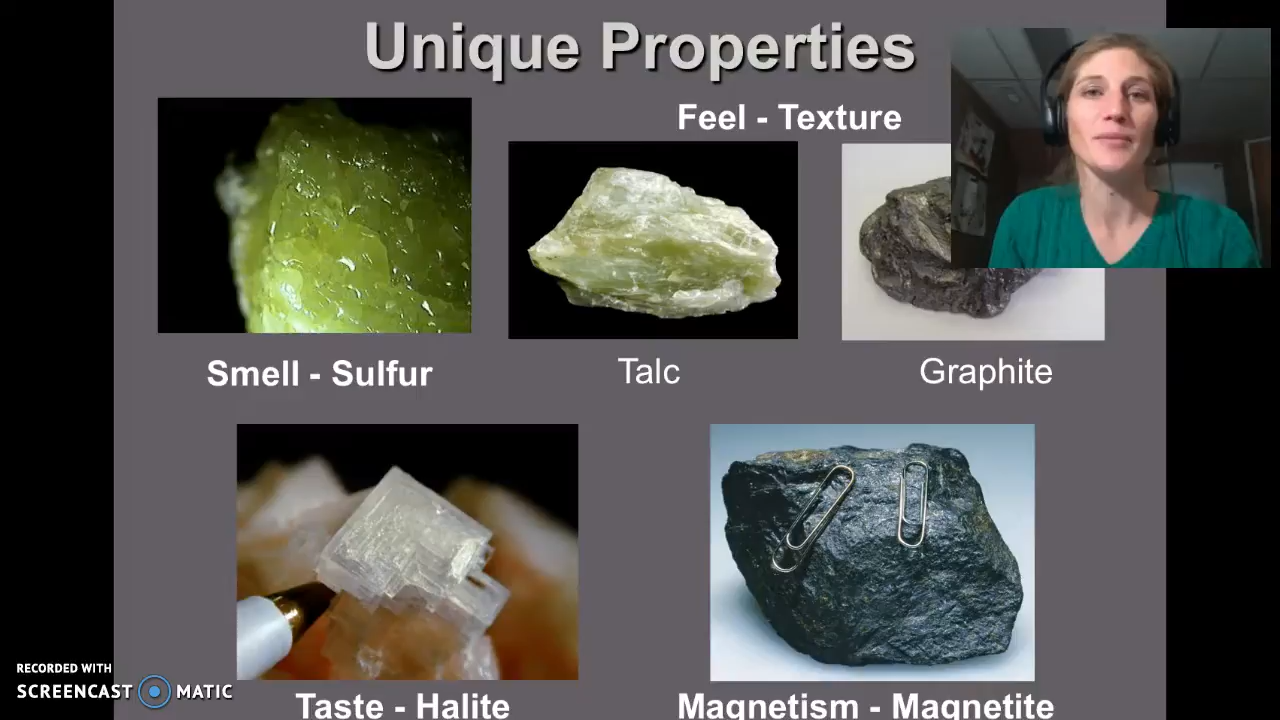 Unique Properties
Feel - Texture
Smell - Sulfur
Talc
Graphite
Taste - Halite
Magnetism - Magnetite
RECORDED WITH
SCREENCAST MATIC